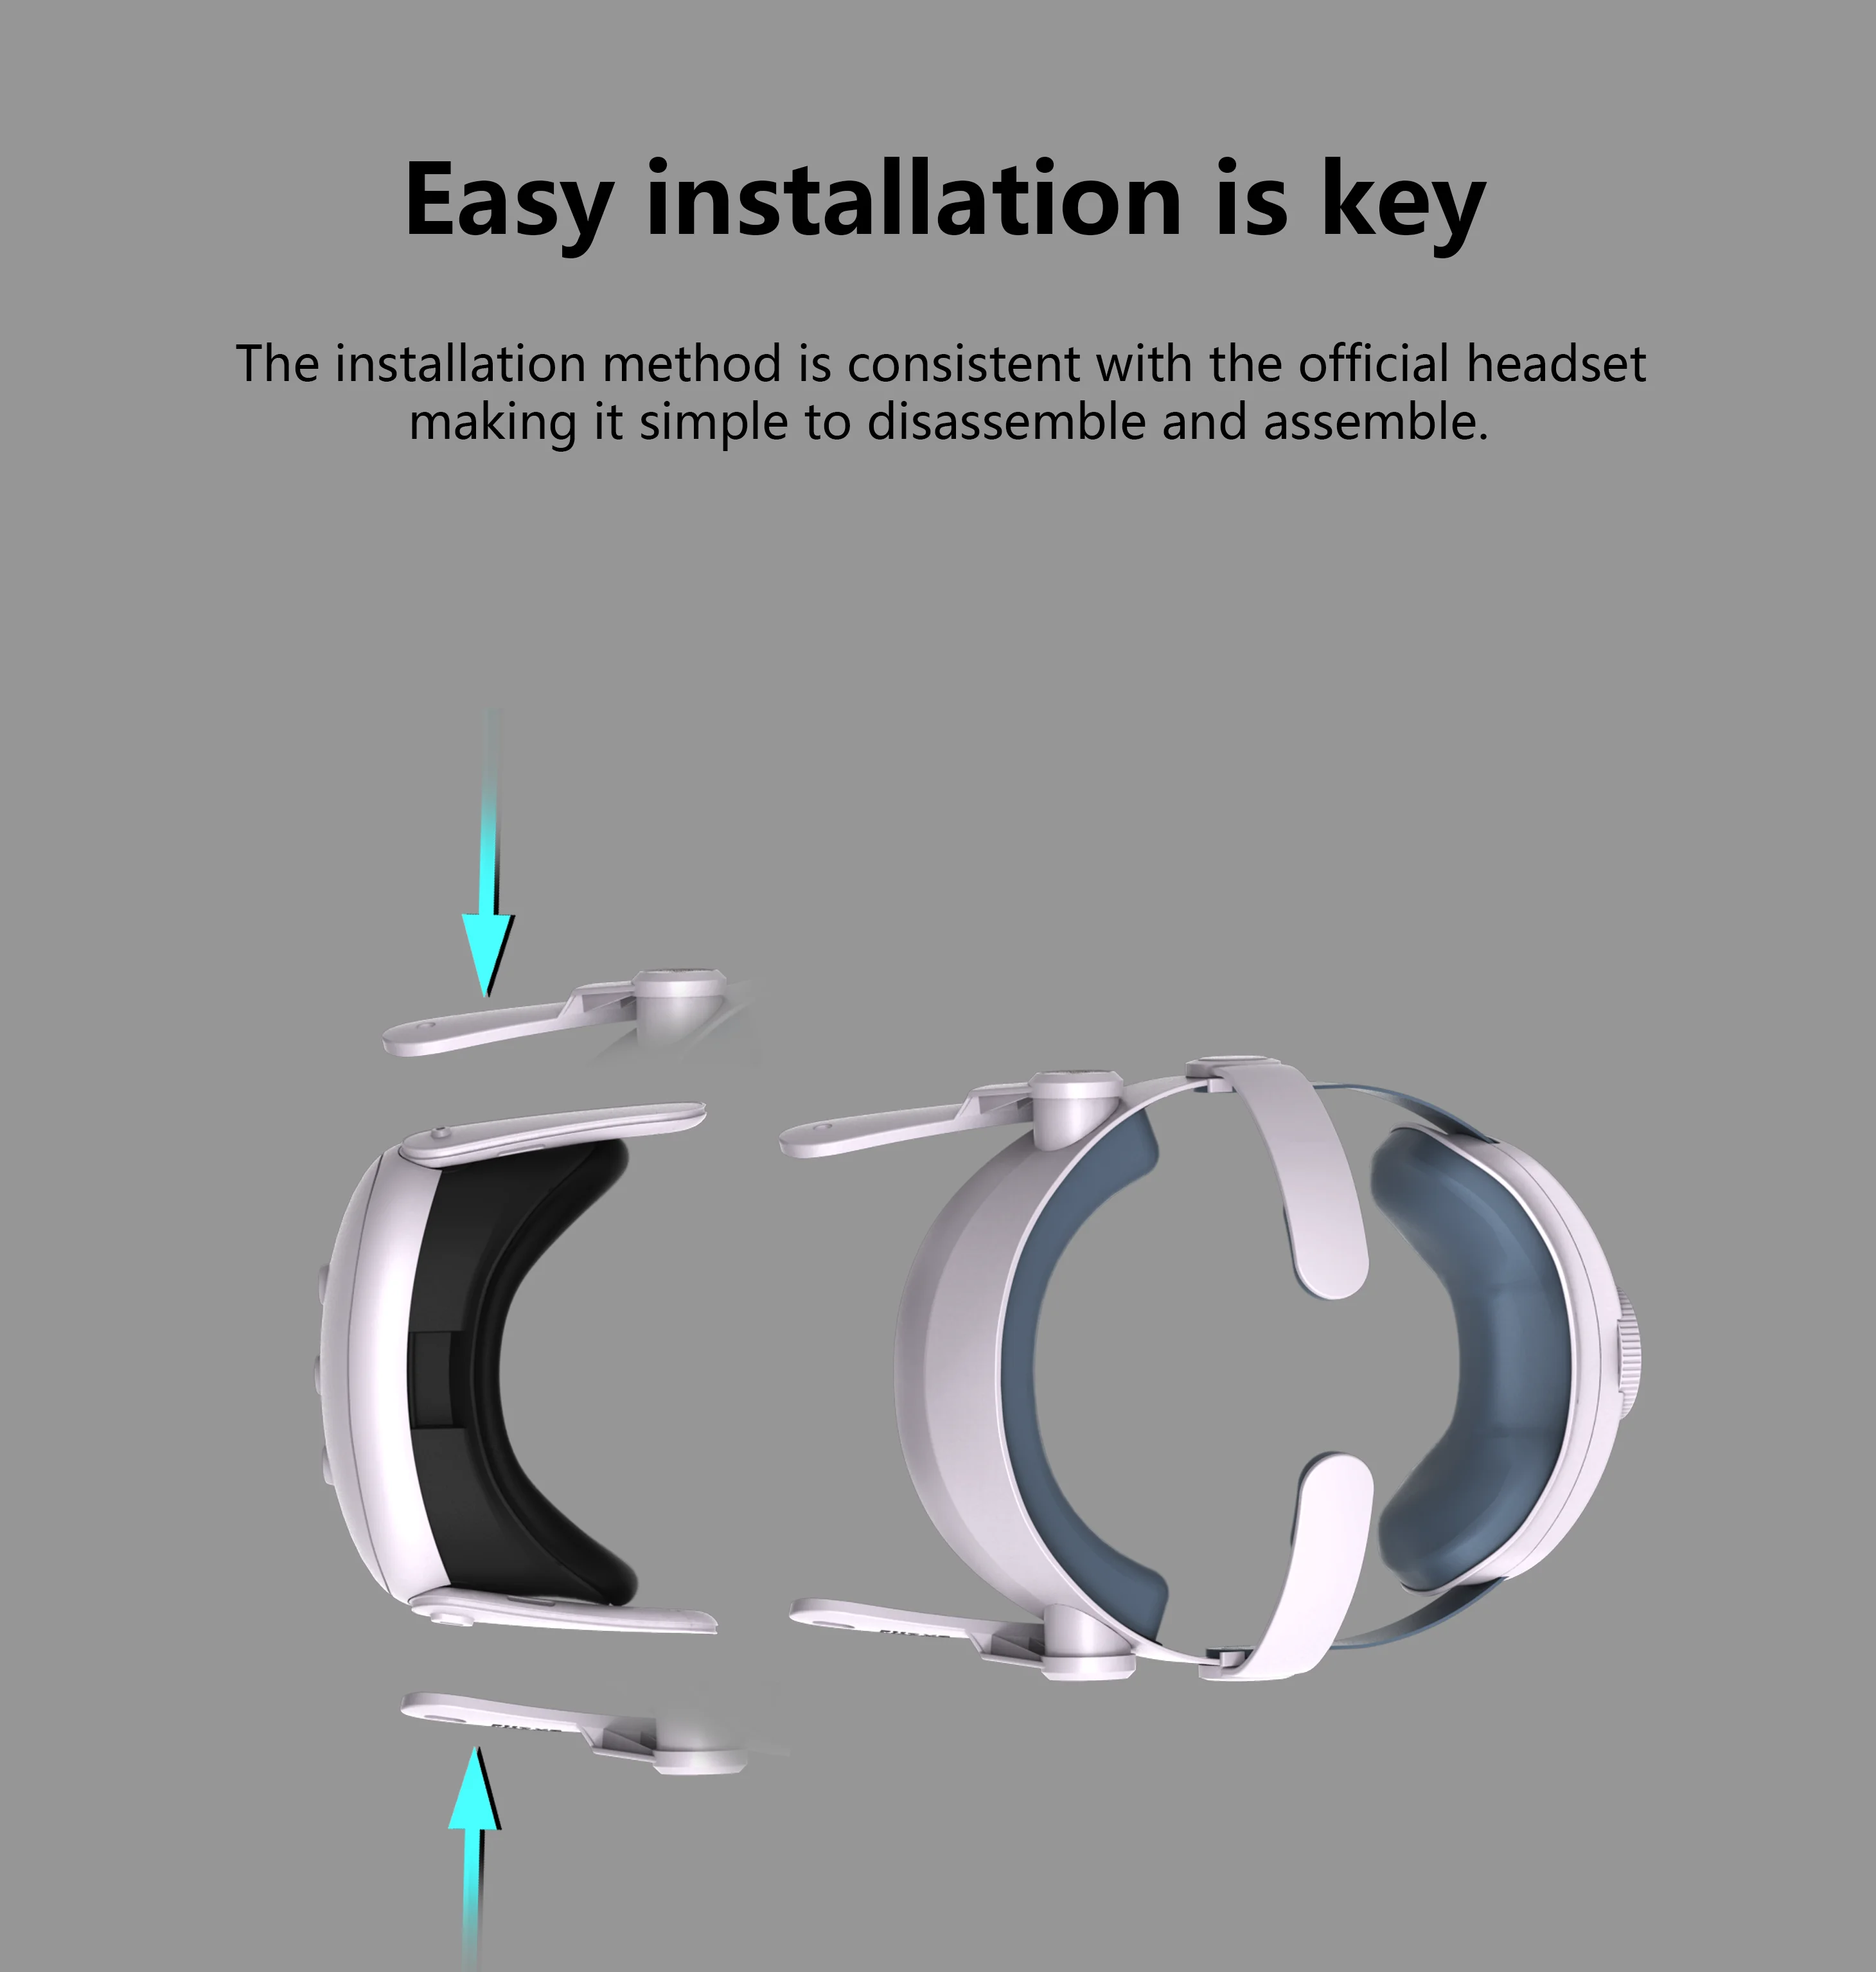 Easy installation is key
The installation method is consistent with the official headset
making it simple to disassemble and assemble.